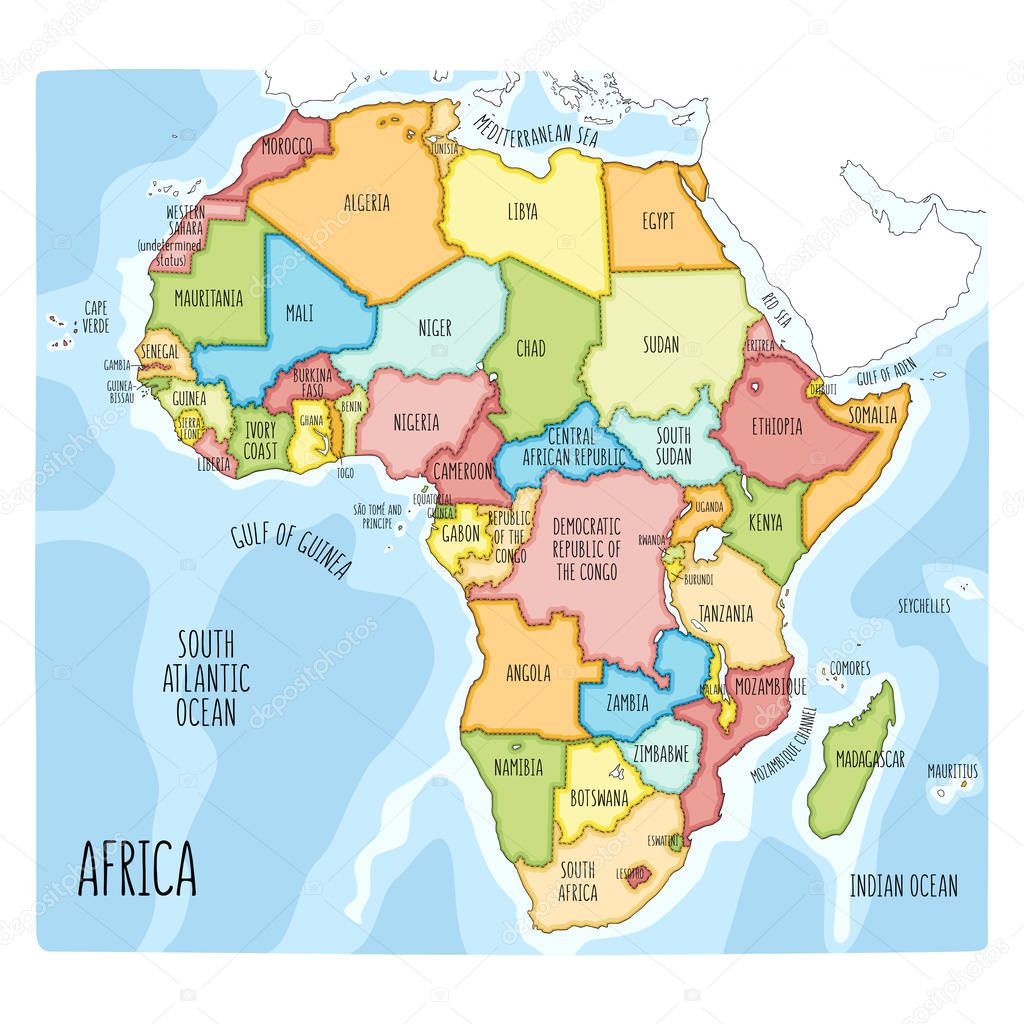 MEDITERRANEAN SEA
MOROCCO
TUNISIA
ALGERIA
LIBYA
EGYPT
WESTERN
SAHARA
(undetermined
status)
CAPE
VERDE
MAURITANIA
MALI
NIGER
CHAD
SUDAN
RED SEA
ERITREA
SENEGAL
GAMBIA
GUINEA-
BISSAU
GUINEA
SIERRA
LEONE
LIBERIA
IVORY
COAST
BURKINA
FASO
GHANA
TOGO
BENIN
NIGERIA
CAMEROON
CENTRAL
AFRICAN REPUBLIC
SOUTH
SUDAN
ETHIOPIA
DJIBUTI
GULF OF ADEN
SOMALIA
EQUATORIAL
GUINEA
SÃO TOMÉ AND
PRINCIPE
GULF OF GUINEA
GABON
REPUBLIC
OF THE
CONGO
DEMOCRATIC
REPUBLIC OF
THE CONGO
UGANDA
KENYA
RWANDA
BURUNDI
TANZANIA
SEYCHELLES
COMORES
SOUTH
ATLANTIC
OCEAN
ANGOLA
ZAMBIA
MALAWI
MOZAMBIQUE
MOZAMBIQUE CHANNEL
MADAGASCAR
MAURITIUS
NAMIBIA
BOTSWANA
ZIMBABWE
ESWATINI
SOUTH
AFRICA
LESOTHO
AFRICA
INDIAN OCEAN
depositphotos